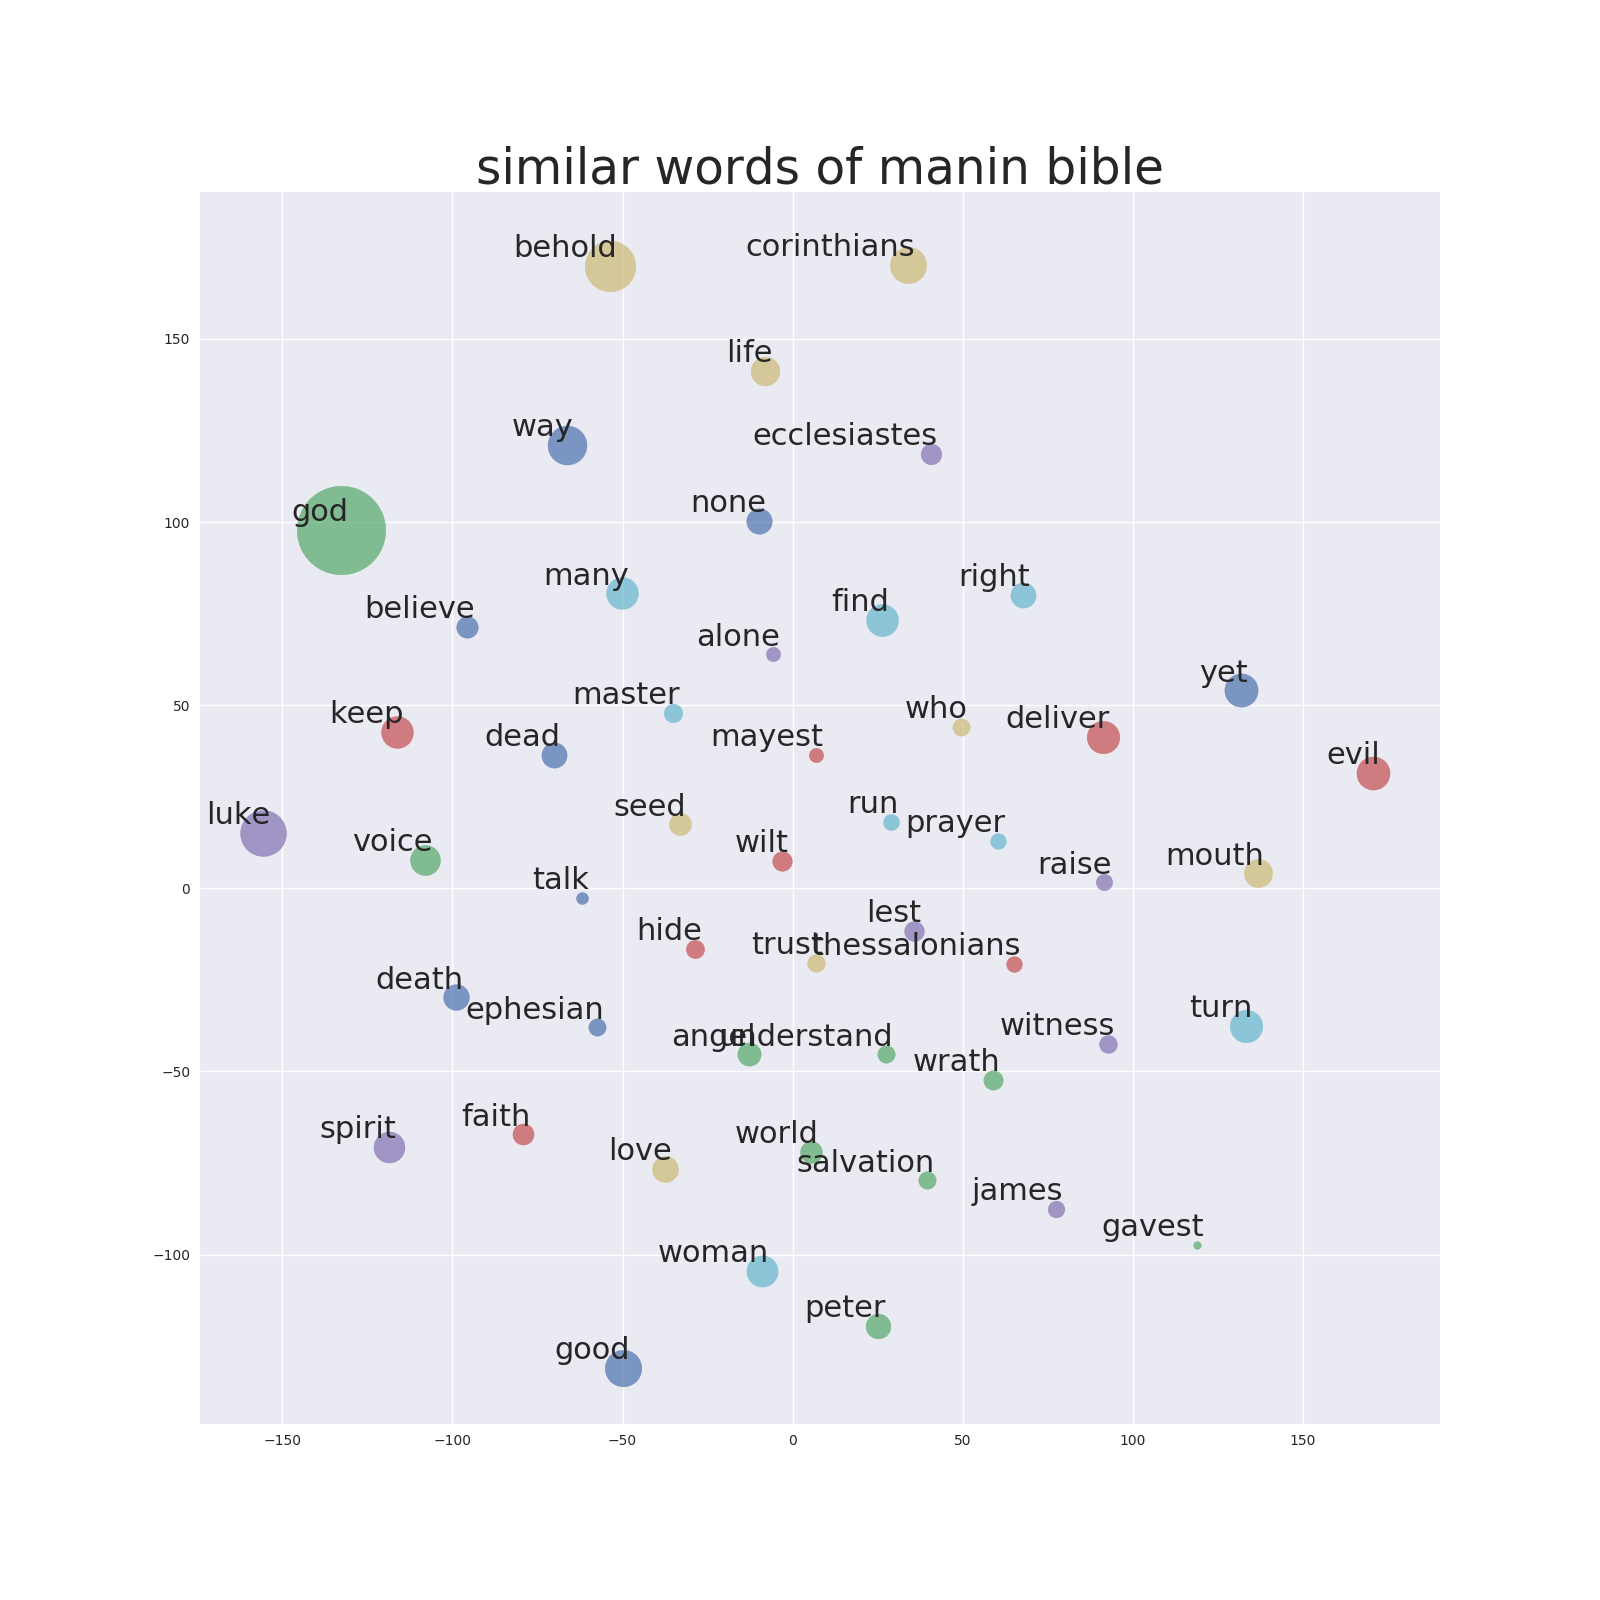 similar words of manin bible
behold
corinthians
150
life
way
ecclesiastes
god
none
100
many
right
find
believe
alone
yet
master
keep
who
deliver
50
dead
mayest
evil
luke
seed
run
prayer
voice
wilt
mouth
raise
talk
0
lest
hide
trust
thessalonians
death
ephesian
turn
witness
angel
understand
wrath
−50
faith
spirit
world
love
salvation
james
gavest
−100
woman
peter
good
−150
−100
−50
0
50
100
150